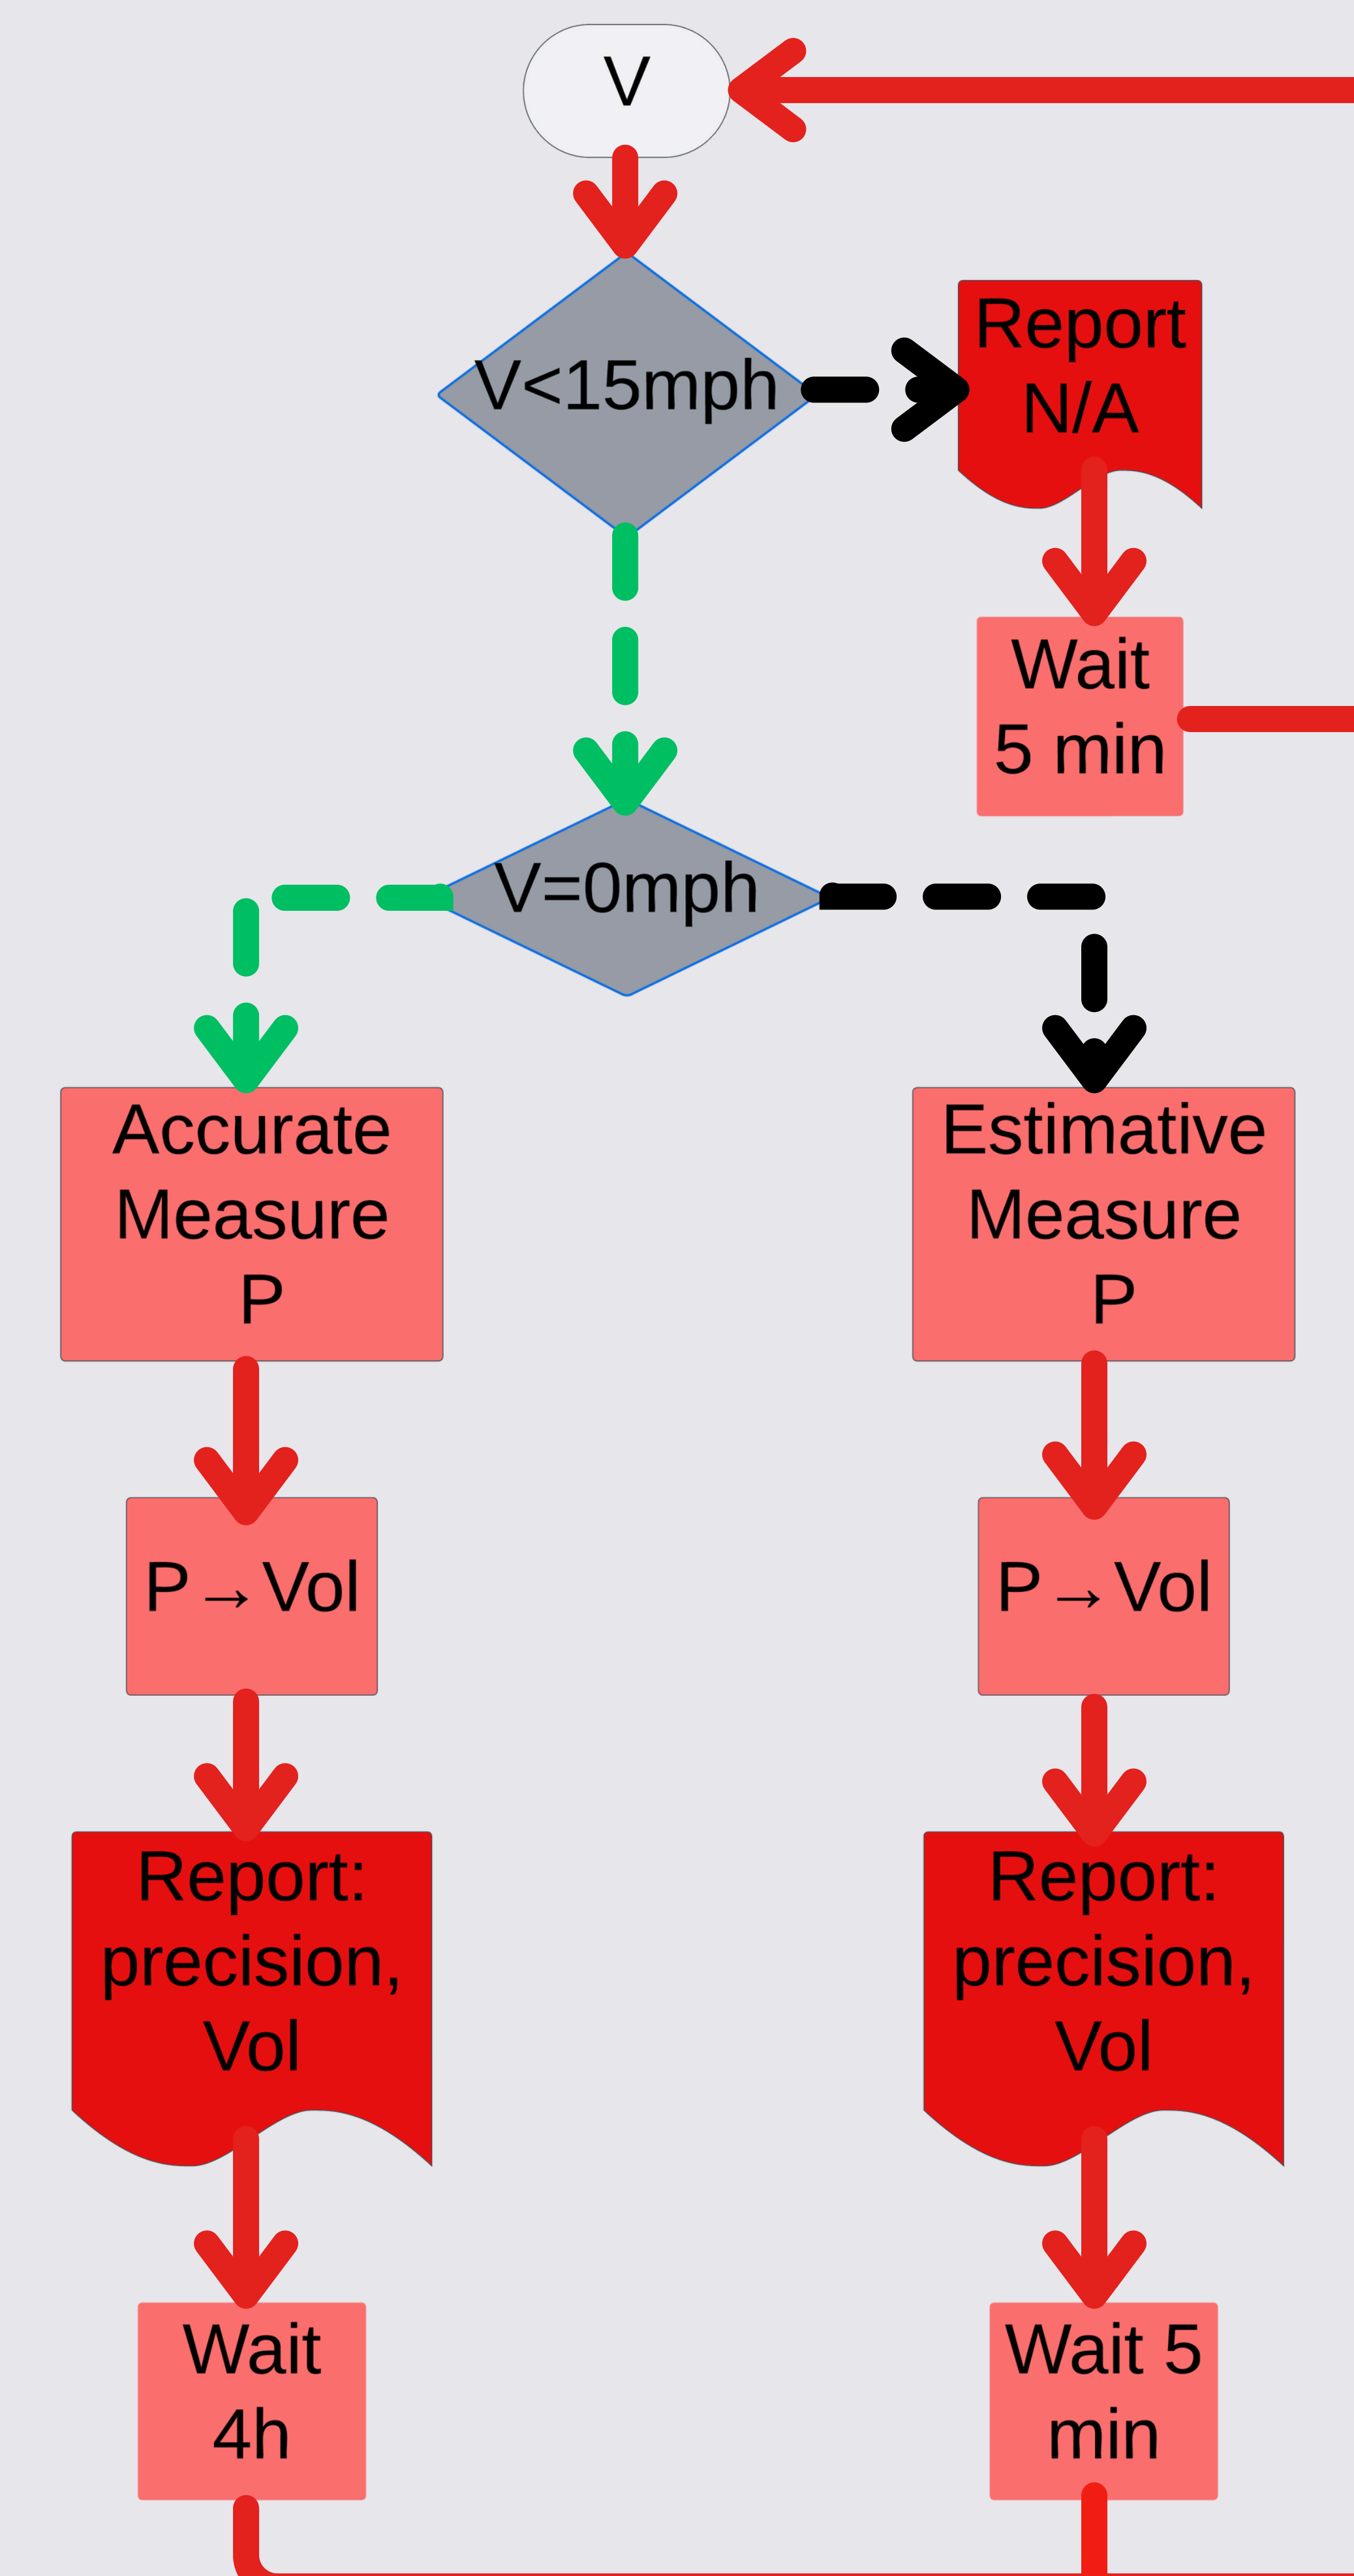 V
V<15mph
Report
N/A
Wait
5 min
V=0mph
Accurate
Measure
P
Estimative
Measure
P
P→Vol
P→Vol
Report:
precision,
Vol
Report:
precision,
Vol
Wait
4h
Wait 5
min